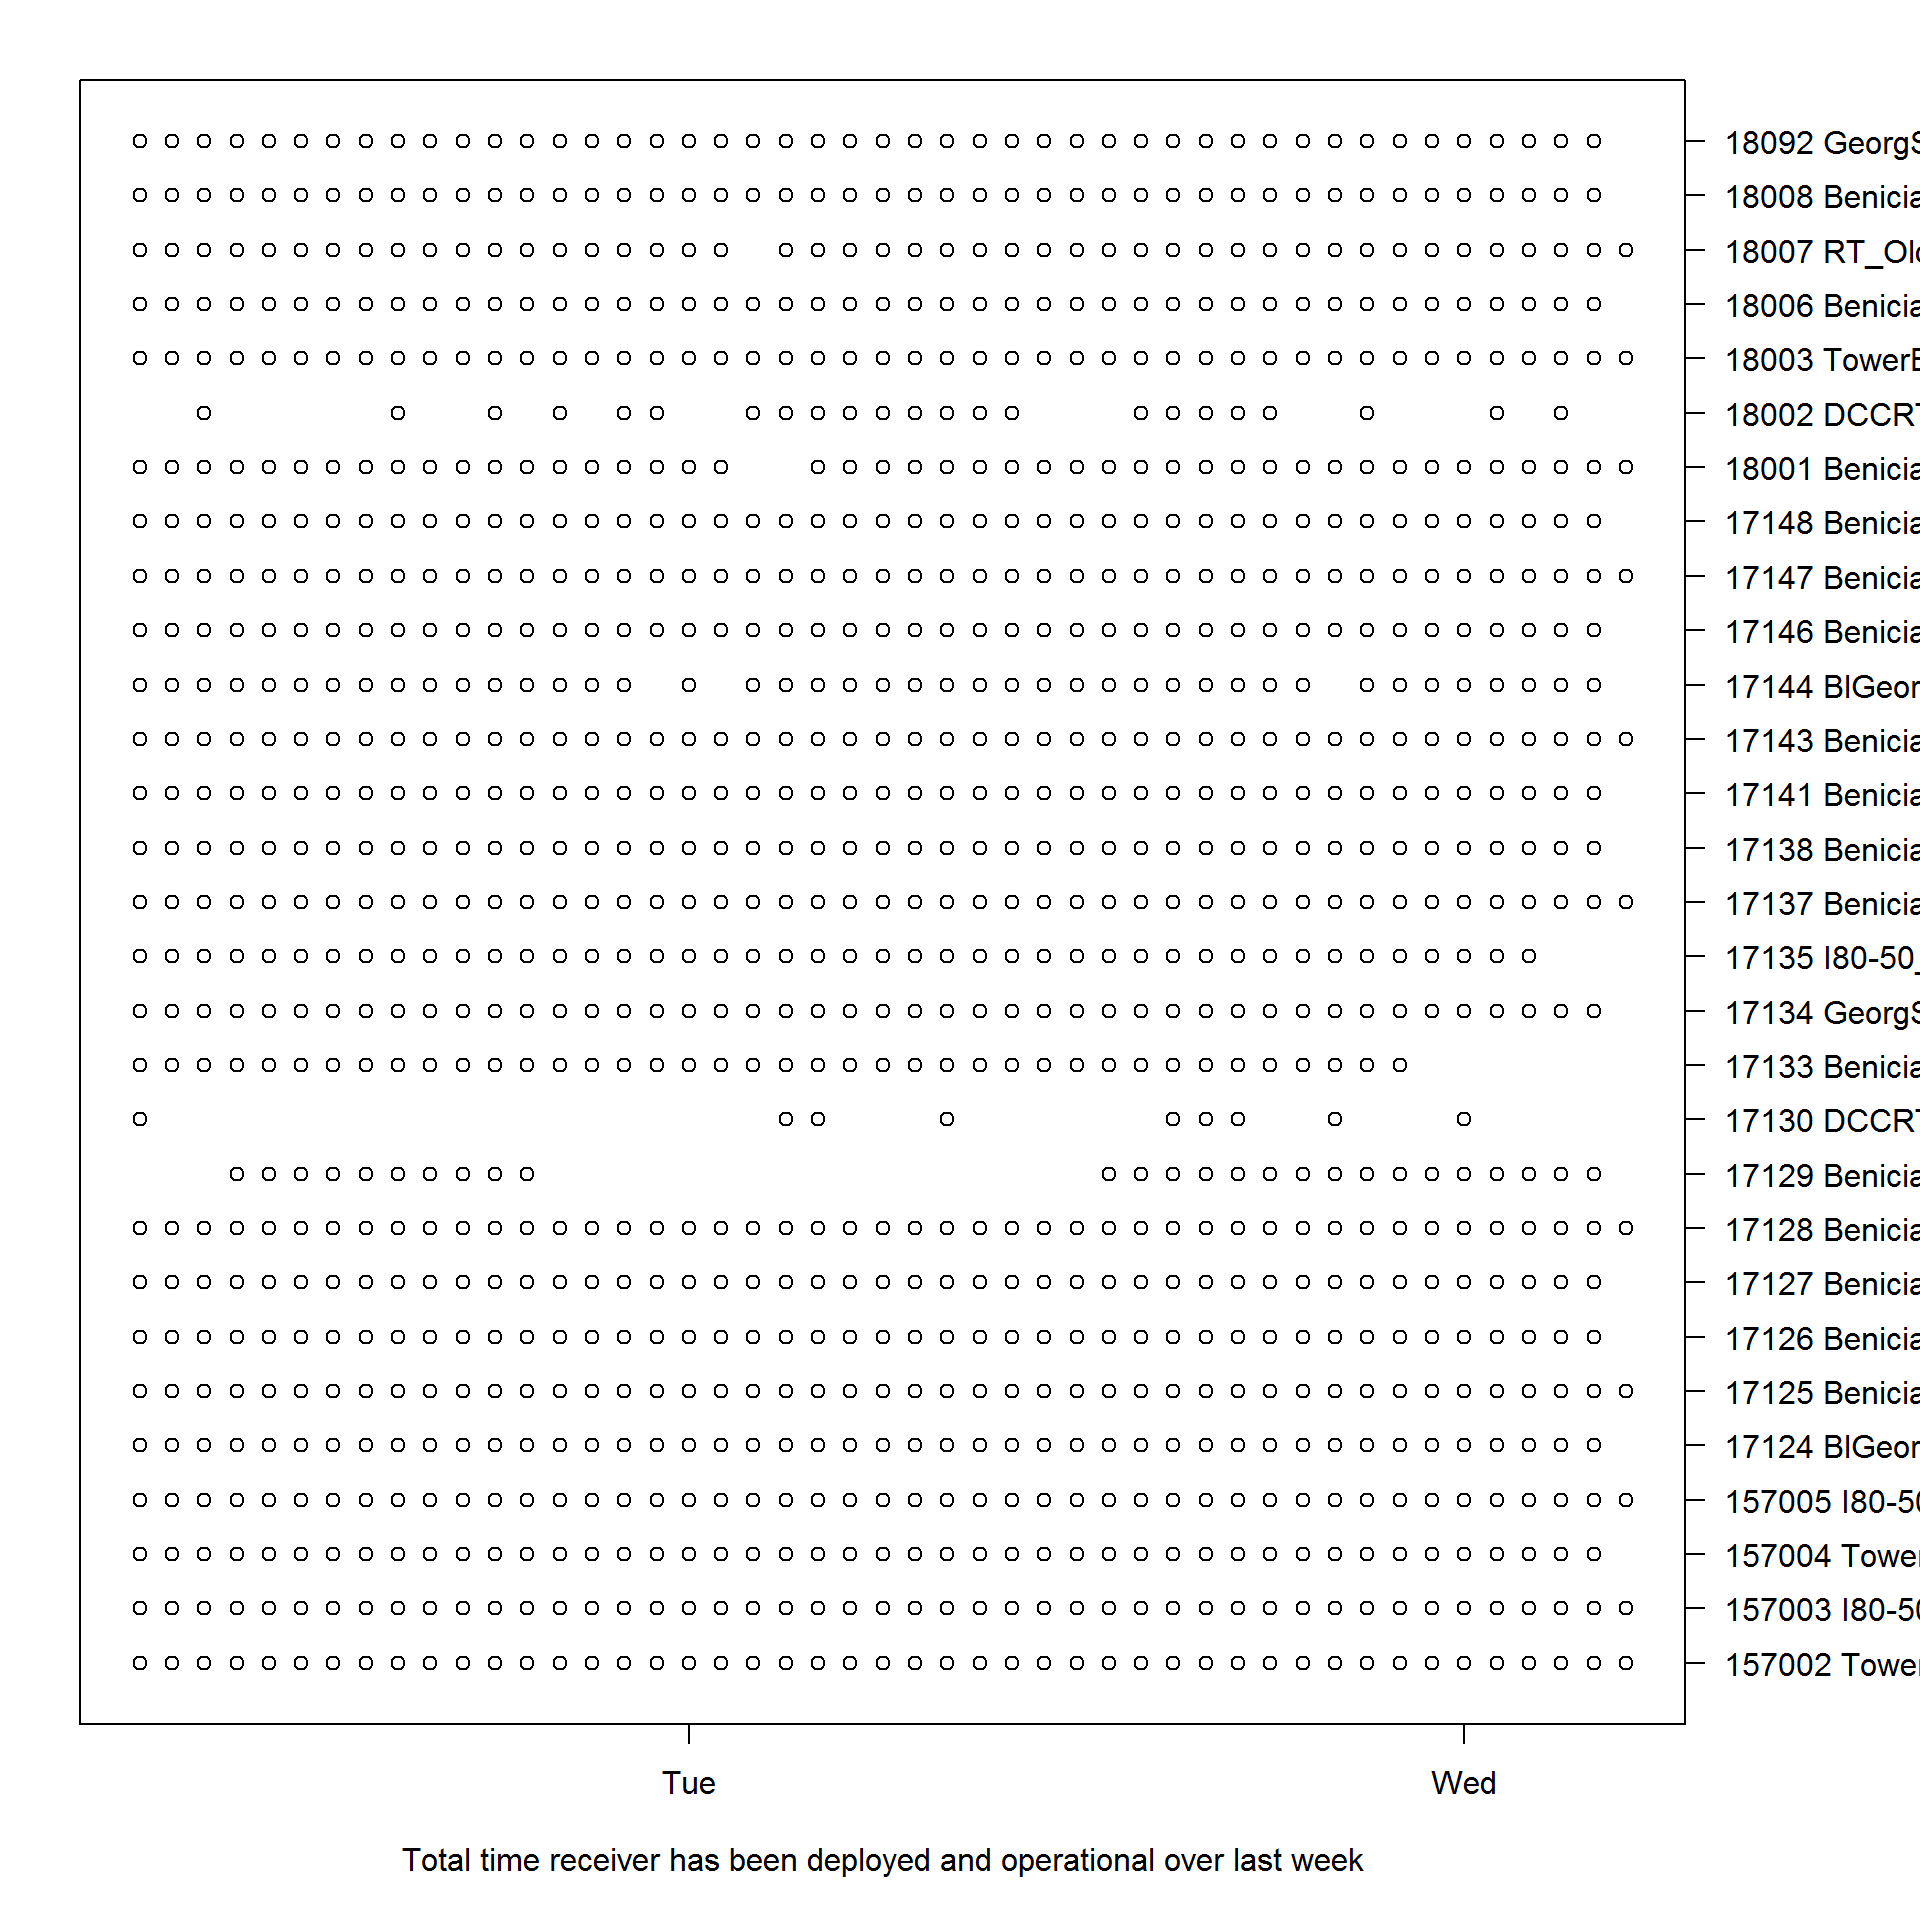 18092 GeorgS
18008 Benicia
18007 RT_Old
18006 Benicia
18003 TowerB
18002 DCCRT
18001 Benicia
17148 Benicia
17147 Benicia
17146 Benicia
17144 BlGeor
17143 Benicia
17141 Benicia
17138 Benicia
17137 Benicia
17135 I80-50_
17134 GeorgS
17133 Benicia
17130 DCCRT
17129 Benicia
17128 Benicia
17127 Benicia
17126 Benicia
17125 Benicia
17124 BlGeor
157005 I80-50
157004 Tower
157003 I80-50
157002 Tower
Tue Wed
Total time receiver has been deployed and operational over last week